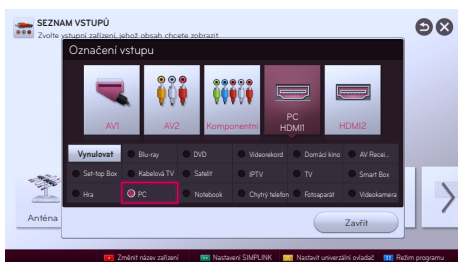 SEZNAM VSTUPŮ
Zvolte vstupní zařízení, jehož obsah chcete zobrazit.
Označení vstupu
AV1
AV2
Komponentní
PC
HDMI1
HDMI2
Vynulovat
Blu-ray
DVD
Videorekord
Domácí kino
AV Recei...
Set-top Box
Kabelová TV
Satelit
IPTV
TV
Smart Box
Hra
PC
Notebook
Chytrý telefon
Fotoaparát
Videokamera
Anténa
Zavřít
Změnit název zařízení
Nastavení SIMPLINK
Nastavit univerzální ovladač
Režim programu